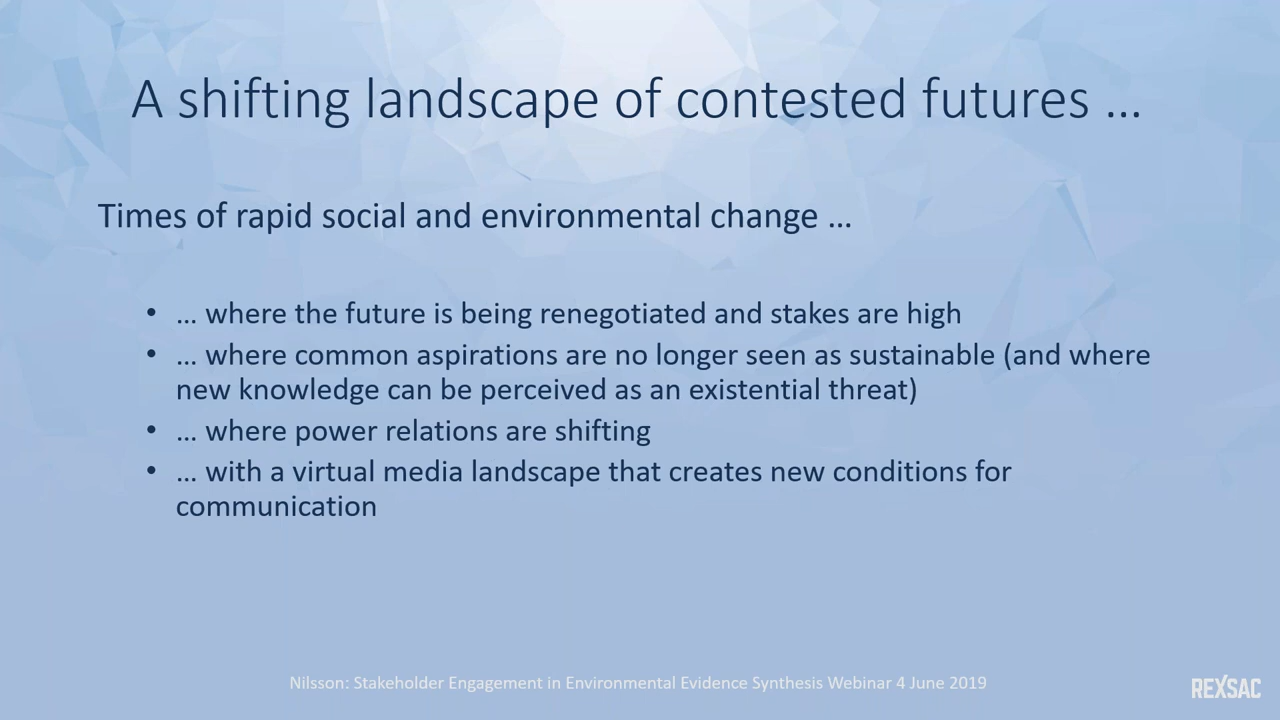 A shifting landscape of contested futures ...
Times of rapid social and environmental change ...
• ... where the future is being renegotiated and stakes are high
• ... where common aspirations are no longer seen as sustainable (and where
new knowledge can be perceived as an existential threat)
• ... where power relations are shifting
• ... with a virtual media landscape that creates new conditions for
communication
Nilsson: Stakeholder Engagement in Environmental Evidence Synthesis Webinar 4 June 2019
REXSAC